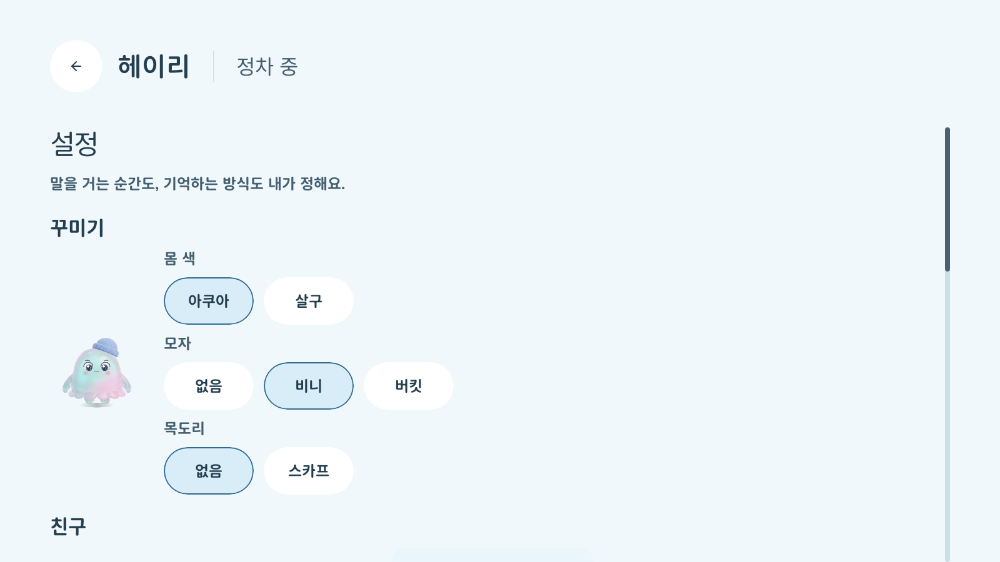 헤이리
정차 중
설정
말을 거는 순간도, 기억하는 방식도 내가 정해요.
꾸미기
몸 색
아쿠아
살구
모자
없음
비니
버킷
목도리
없음
스카프
친구